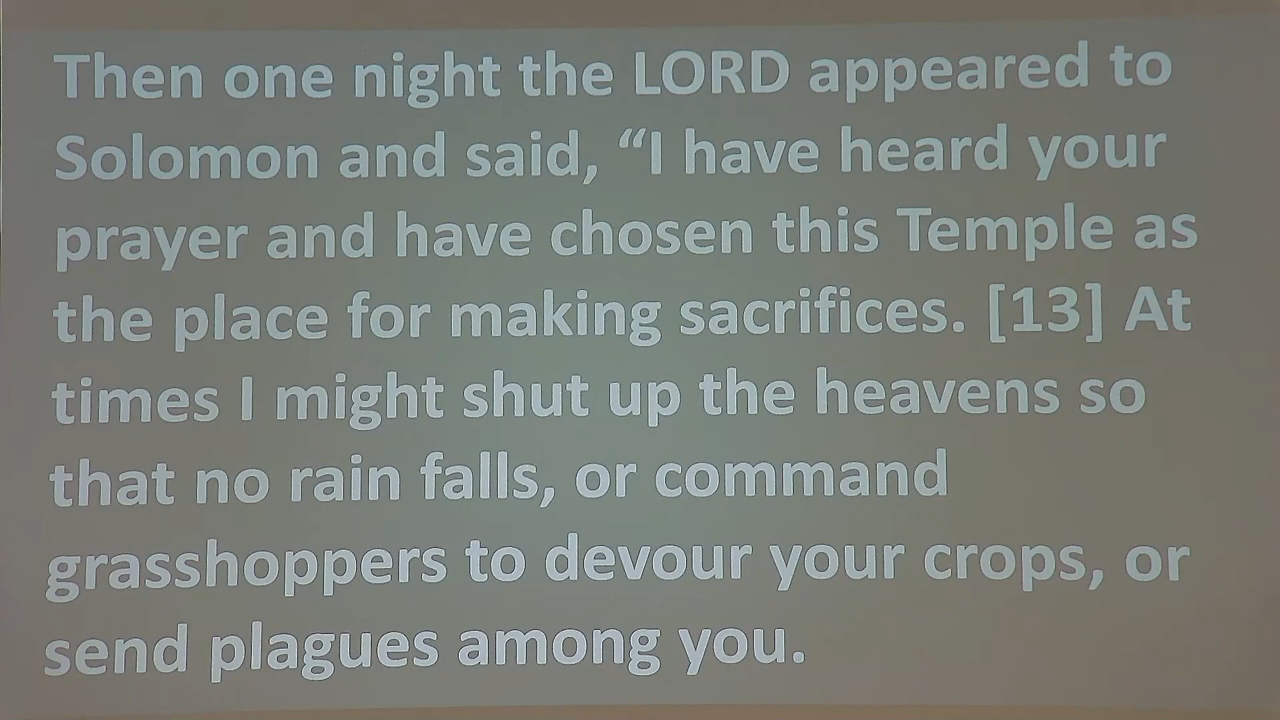 Then one night the LORD appeared to
Solomon and said, “I have heard your
prayer and have chosen this Temple as
the place for making sacrifices. [13] At
times I might shut up the heavens so
that no rain falls, or command
grasshoppers to devour your crops, or
send plagues among you.